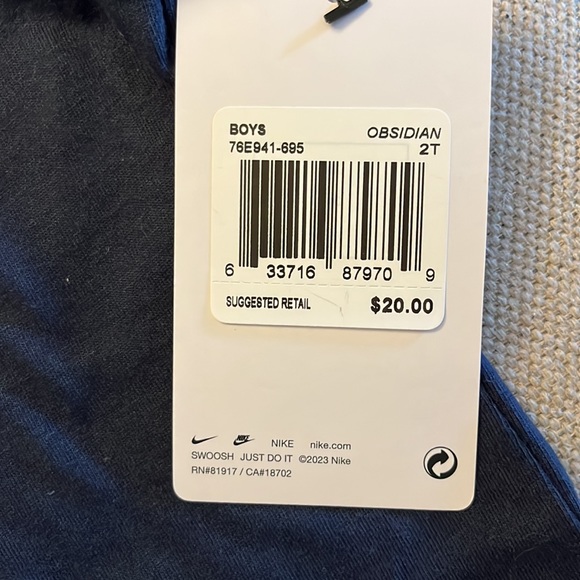 BOYS OBSIDIAN
76E941-695 2T
6 33716 87970 9
SUGGESTED RETAIL $20.00
NIKE nike.com
SWOOSH JUST DO IT ©2023 Nike
RN#81917 / CA#18702